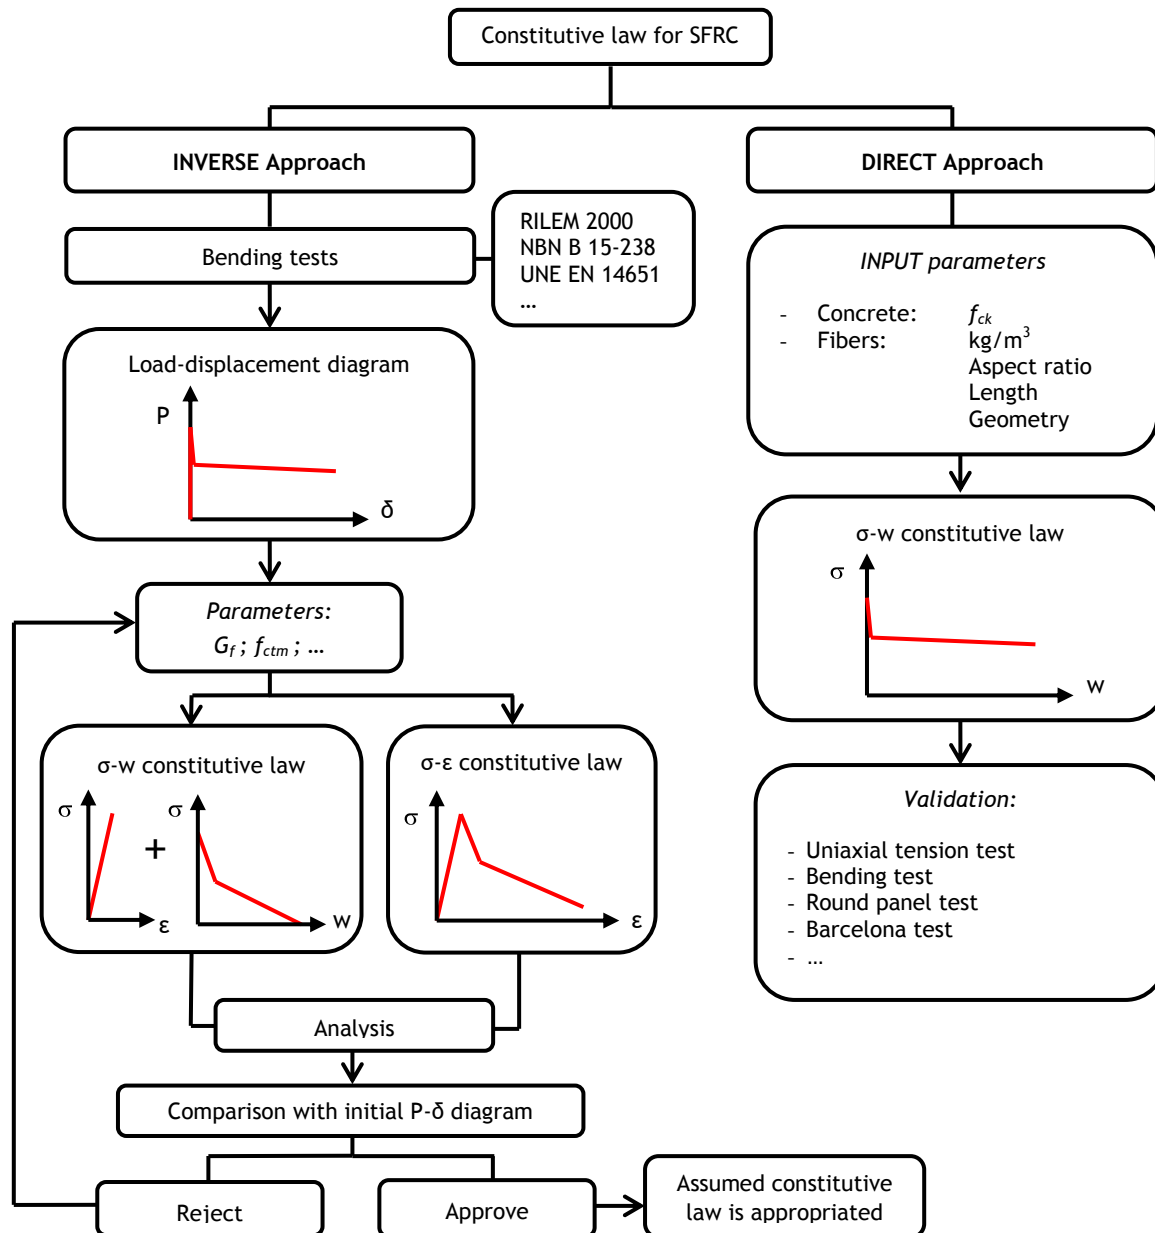 Constitutive law for SFRC
INVERSE Approach
Bending tests
RILEM 2000
NBN B 15-238
UNE EN 14651
…
Load-displacement diagram
P
δ
Parameters:
Gf ; fctm ; …
σ-w constitutive law
σ
ε
+
σ
w
σ-ε constitutive law
σ
ε
Analysis
Comparison with initial P-δ diagram
Reject
Approve
Assumed constitutive
law is appropriated
DIRECT Approach
INPUT parameters
- Concrete: fck
- Fibers: kg/m³
Aspect ratio
Length
Geometry
σ-w constitutive law
σ
w
Validation:
- Uniaxial tension test
- Bending test
- Round panel test
- Barcelona test
- …